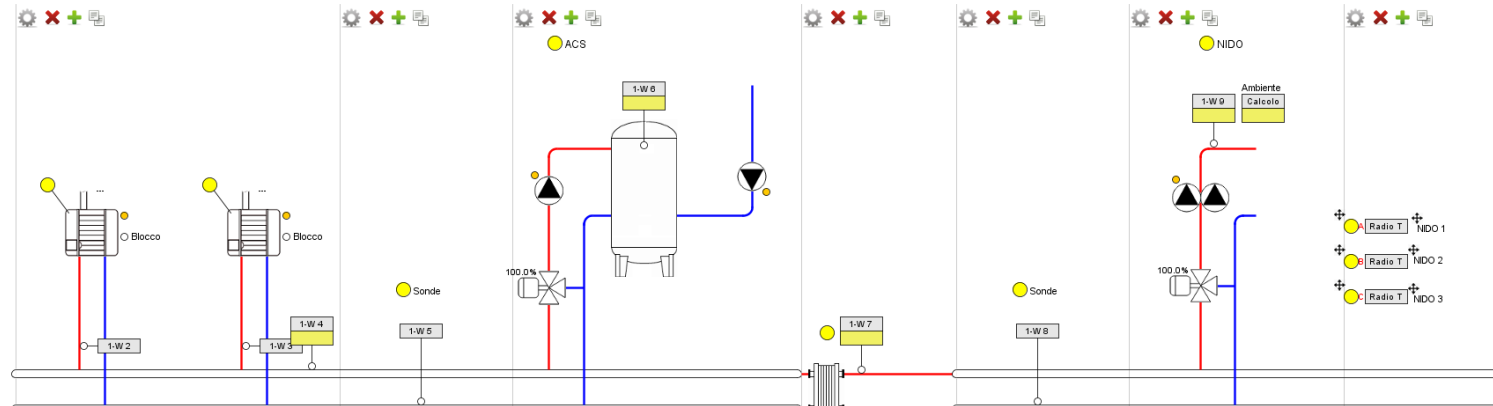 ACS
NIDO
1-W 6
Ambiente
1-W 9
Calcolo
...
...
Blocco
Blocco
A Radio T NIDO 1
B Radio T NIDO 2
C Radio T NIDO 3
100.0%
100.0%
Sonde
Sonde
1-W 4
1-W 5
1-W 7
1-W 8
1-W 2
1-W 3